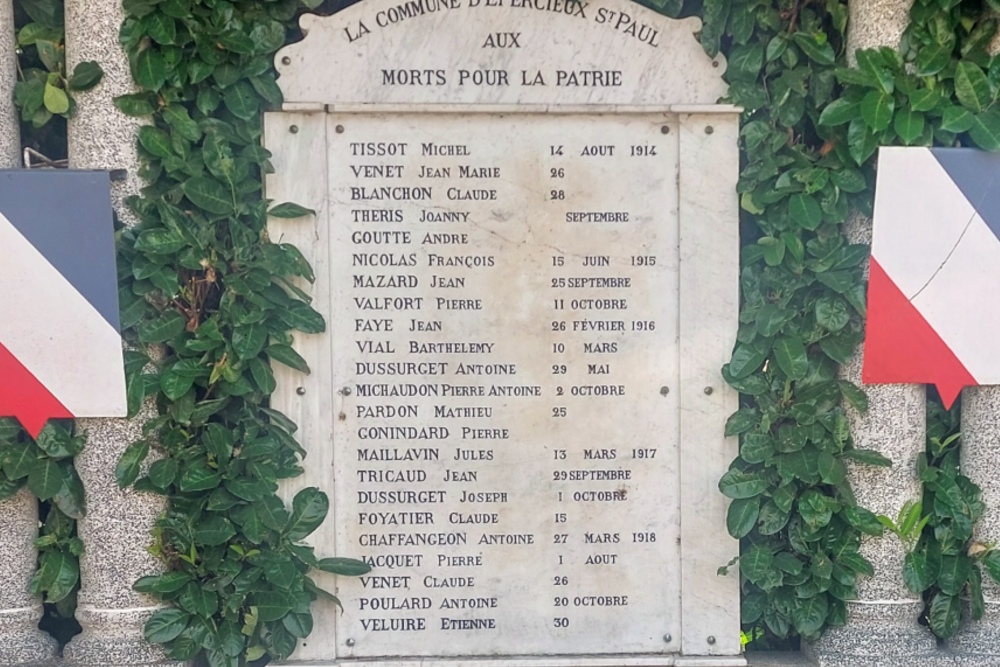 LA COMMUNE D'EPERCIEUX ST PAUL
AUX
MORTS POUR LA PATRIE
TISSOT MICHEL 14 AOUT 1914
VENET JEAN MARIE 26
BLANCHON CLAUDE 28
THERIS JOANNY SEPTEMBRE
GOUTTE ANDRE
NICOLAS FRANÇOIS 15 JUIN 1915
MAZARD JEAN 25 SEPTEMBRE
VALFORT PIERRE 11 OCTOBRE
FAYE JEAN 26 FÉVRIER 1916
VIAL BARTHELEMY 10 MARS
DUSSURGET ANTOINE 29 MAI
MICHAUDON PIERRE ANTOINE 2 OCTOBRE
PARDON MATHIEU 25
GONINDARD PIERRE
MAILLAVIN JULES 13 MARS 1917
TRICAUD JEAN 29 SEPTEMBRE
DUSSURGET JOSEPH 1 OCTOBRE
FOYATIER CLAUDE 15
CHAFFANGEON ANTOINE 27 MARS 1918
JACQUET PIERRE 1 AOUT
VENET CLAUDE 26
POULARD ANTOINE 20 OCTOBRE
VELUIRE ETIENNE 30